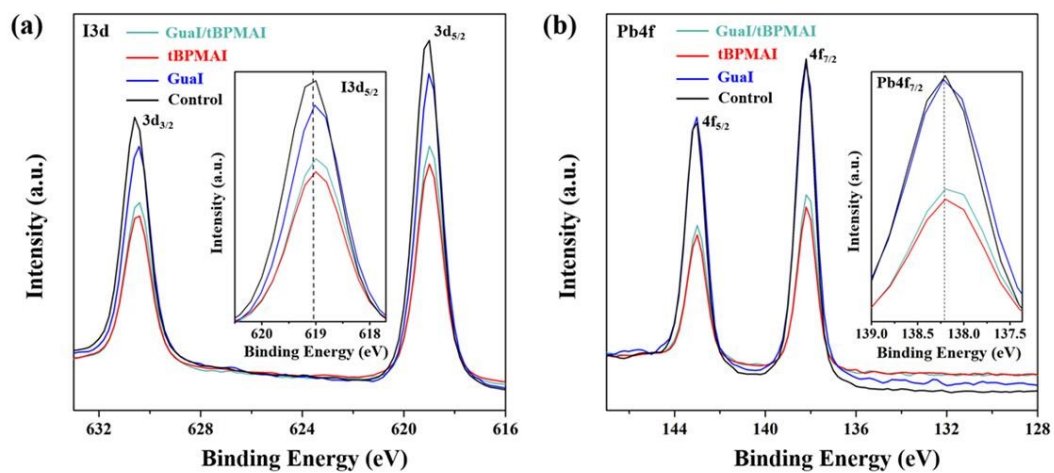 (a)
I3d
GuaI/tBPMAI
tBPMAI
GuaI
Control
3d3/2
3d5/2
I3d5/2
Intensity (a.u.)
620 619 618
Binding Energy (eV)
Intensity (a.u.)
632 628 624 620 616
Binding Energy (eV)
(b)
Pb4f
GuaI/tBPMAI
tBPMAI
GuaI
Control
4f5/2
4f7/2
Pb4f7/2
Intensity (a.u.)
139.0 138.5 138.0 137.5
Binding Energy (eV)
Intensity (a.u.)
144 140 136 132 128
Binding Energy (eV)